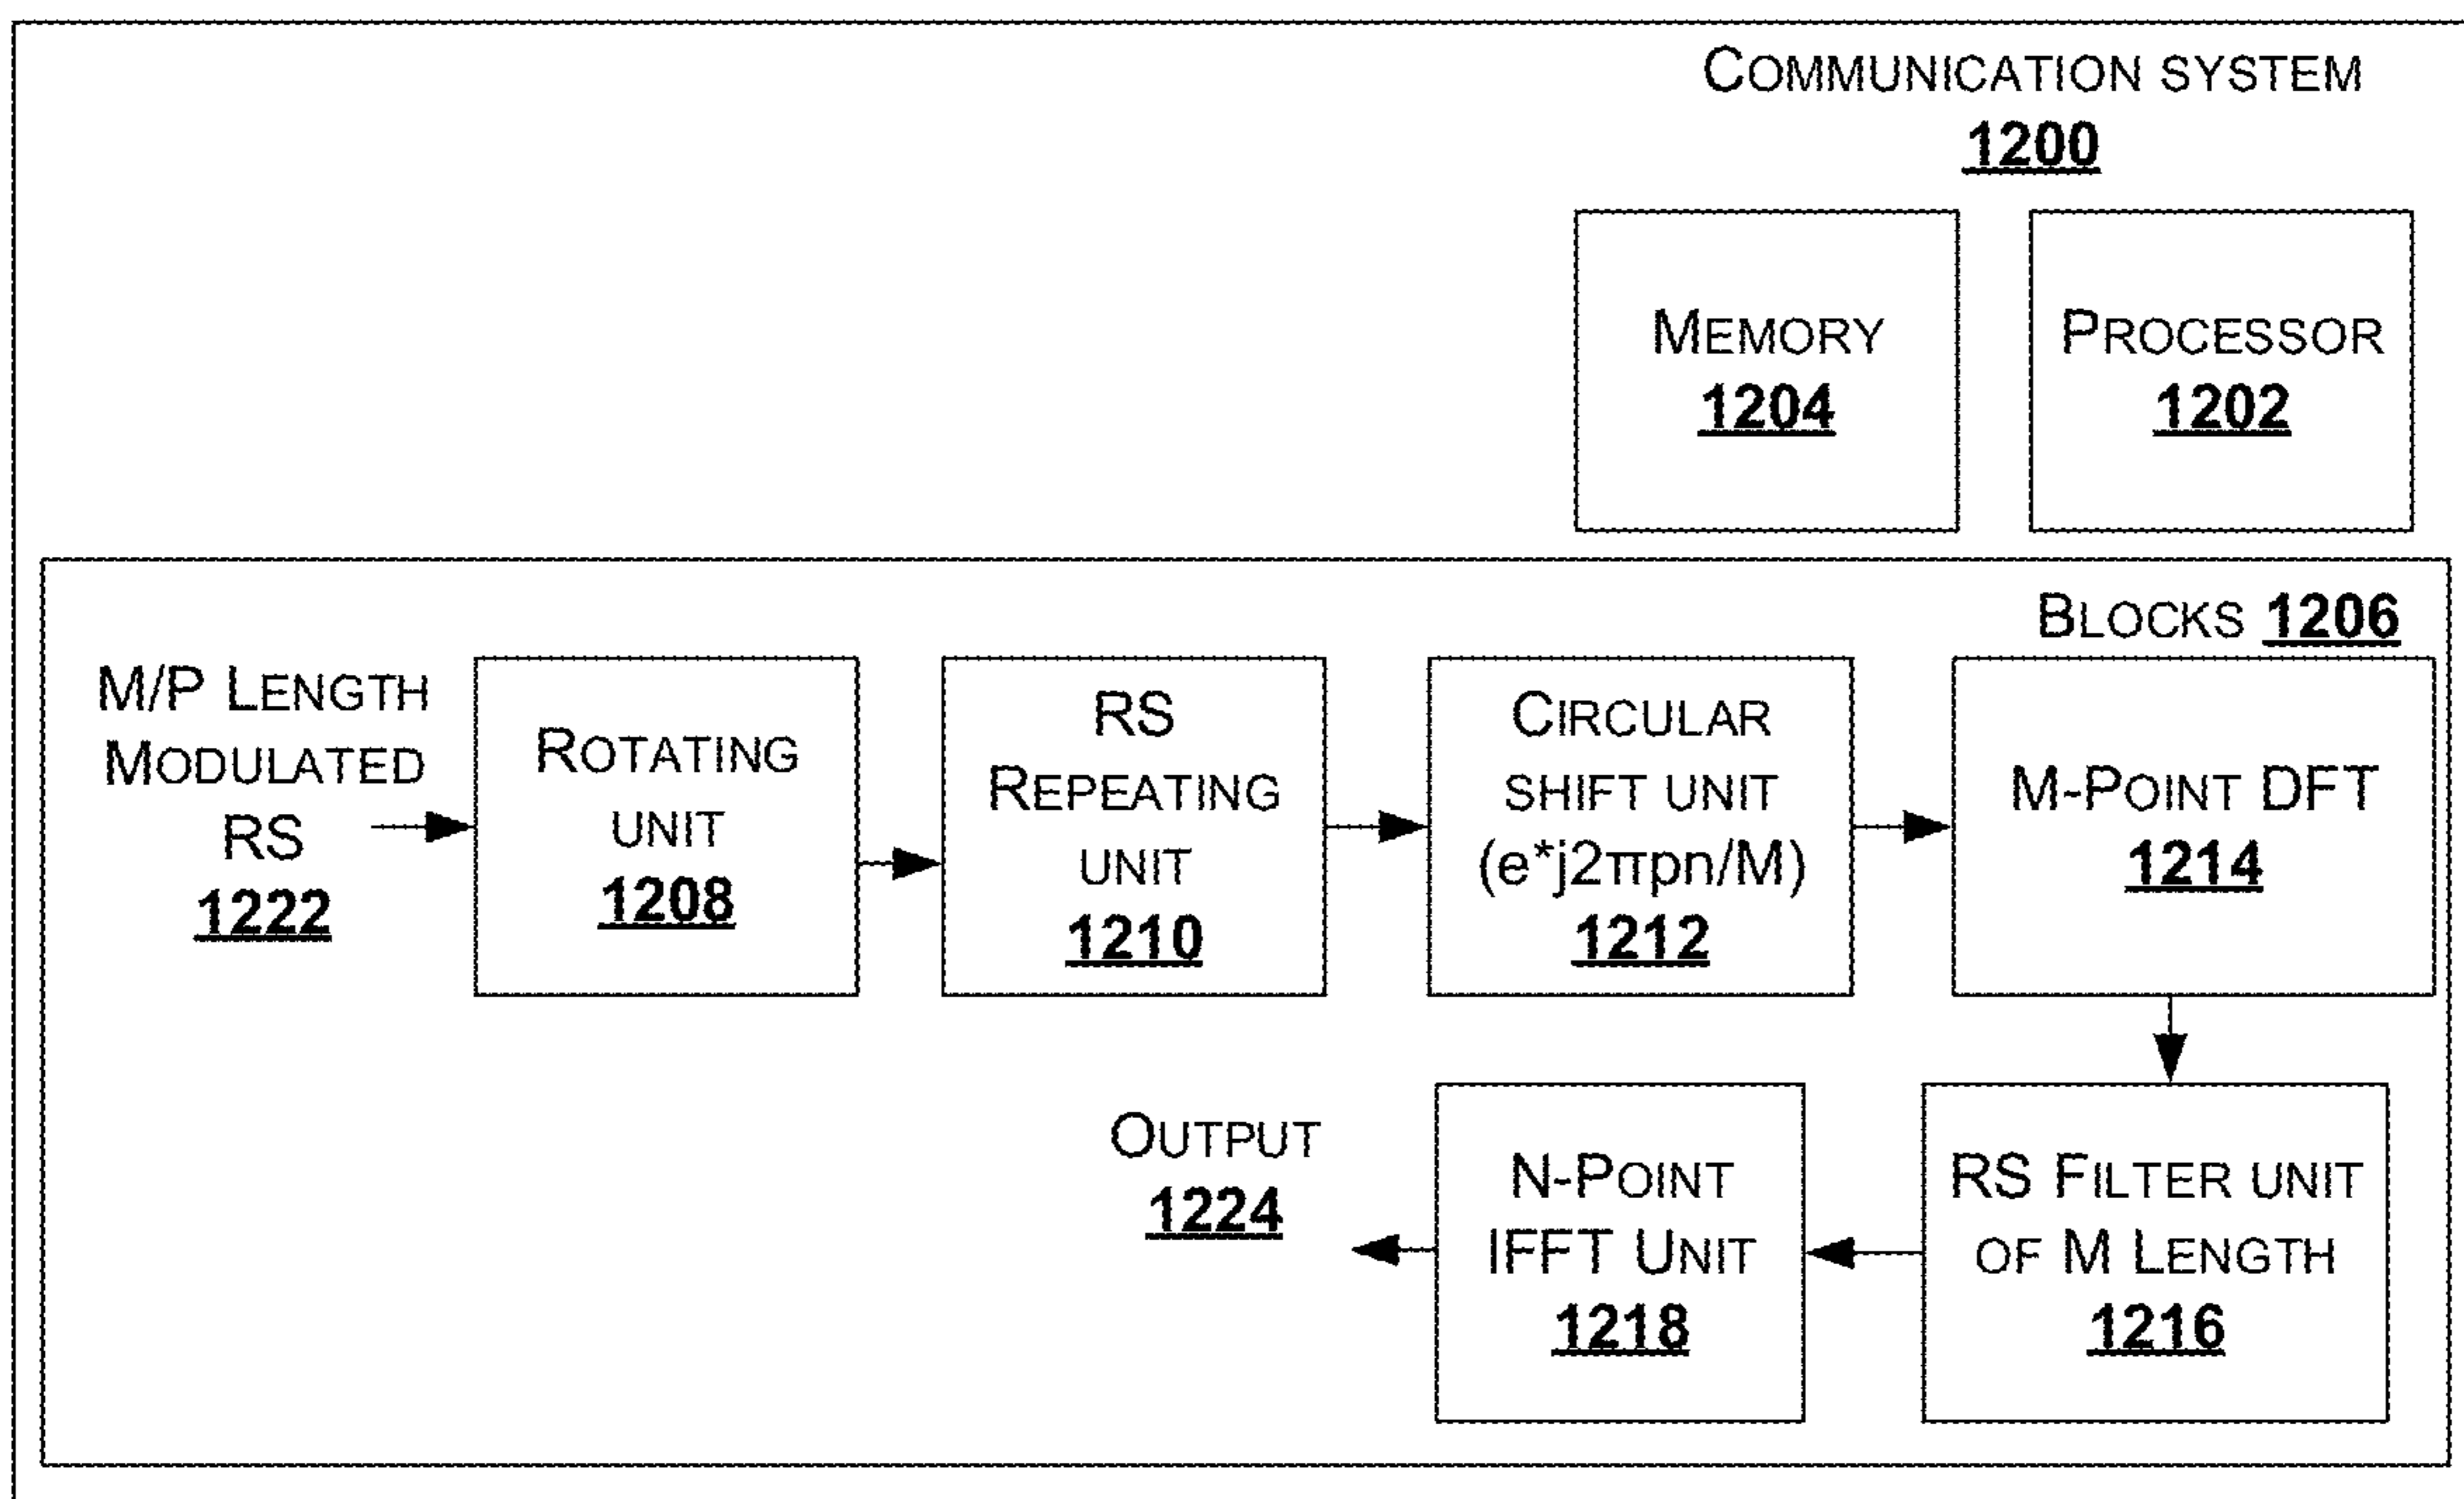 COMMUNICATION SYSTEM
1200
MEMORY
1204
PROCESSOR
1202
BLOCKS 1206
M/P LENGTH
MODULATED
RS
1222
ROTATING
UNIT
1208
RS
REPEATING
UNIT
1210
CIRCULAR
SHIFT UNIT
(e*j2πpn/M)
1212
M-POINT DFT
1214
OUTPUT
1224
N-POINT
IFFT UNIT
1218
RS FILTER UNIT
OF M LENGTH
1216